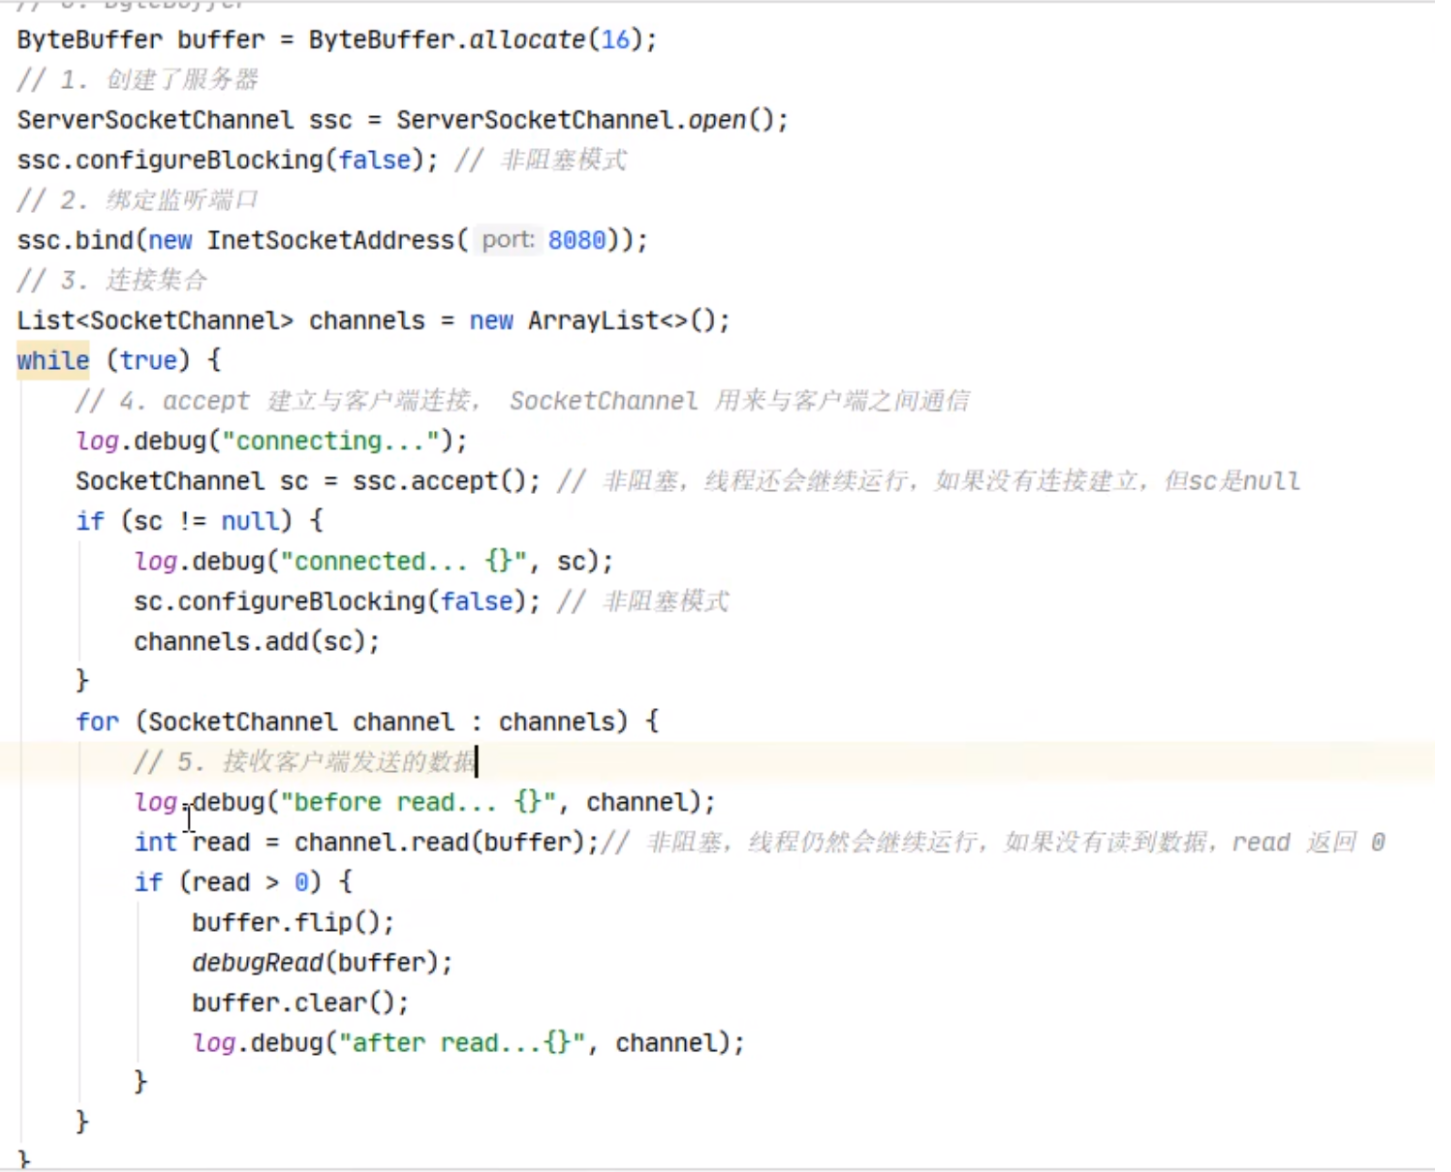 // 0. ByteBuffer
ByteBuffer buffer = ByteBuffer.allocate(16);
// 1. 创建了服务器
ServerSocketChannel ssc = ServerSocketChannel.open();
ssc.configureBlocking(false); // 非阻塞模式
// 2. 绑定监听端口
ssc.bind(new InetSocketAddress( port: 8080));
// 3. 连接集合
List<SocketChannel> channels = new ArrayList<>();
while (true) {
    // 4. accept 建立与客户端连接， SocketChannel 用来与客户端之间通信
    log.debug("connecting...");
    SocketChannel sc = ssc.accept(); // 非阻塞，线程还会继续运行，如果没有连接建立，但sc是null
    if (sc != null) {
        log.debug("connected... {}", sc);
        sc.configureBlocking(false); // 非阻塞模式
        channels.add(sc);
    }
    for (SocketChannel channel : channels) {
        // 5. 接收客户端发送的数据
        log.debug("before read... {}", channel);
        int read = channel.read(buffer);// 非阻塞，线程仍然会继续运行，如果没有读到数据，read 返回 0
        if (read > 0) {
            buffer.flip();
            debugRead(buffer);
            buffer.clear();
            log.debug("after read...{}", channel);
        }
    }
}